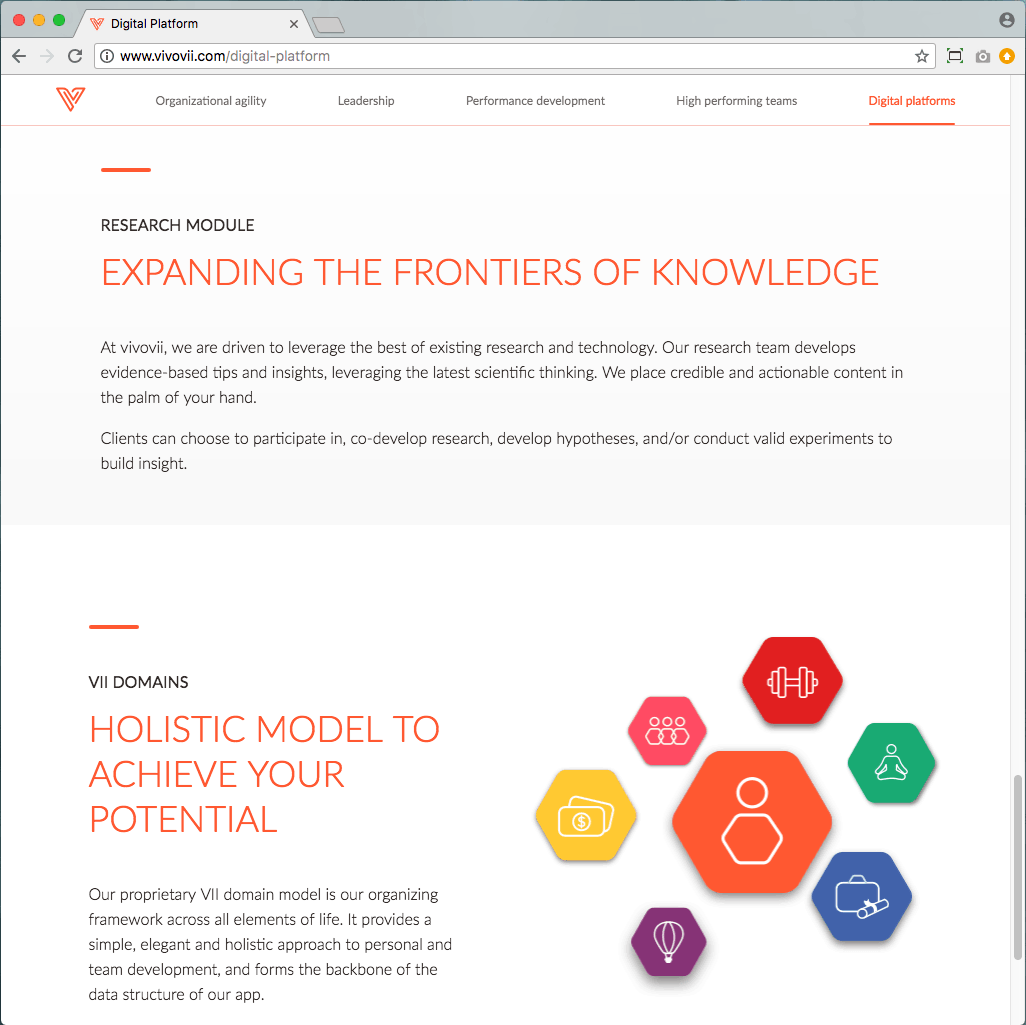 Digital Platform
www.vivovii.com/digital-platform
Organizational agility
Leadership
Performance development
High performing teams
Digital platforms
RESEARCH MODULE
EXPANDING THE FRONTIERS OF KNOWLEDGE
At vivovii, we are driven to leverage the best of existing research and technology. Our research team develops
evidence-based tips and insights, leveraging the latest scientific thinking. We place credible and actionable content in
the palm of your hand.
Clients can choose to participate in, co-develop research, develop hypotheses, and/or conduct valid experiments to
build insight.
VII DOMAINS
HOLISTIC MODEL TO
ACHIEVE YOUR
POTENTIAL
$
Our proprietary VII domain model is our organizing
framework across all elements of life. It provides a
simple, elegant and holistic approach to personal and
team development, and forms the backbone of the
data structure of our app.